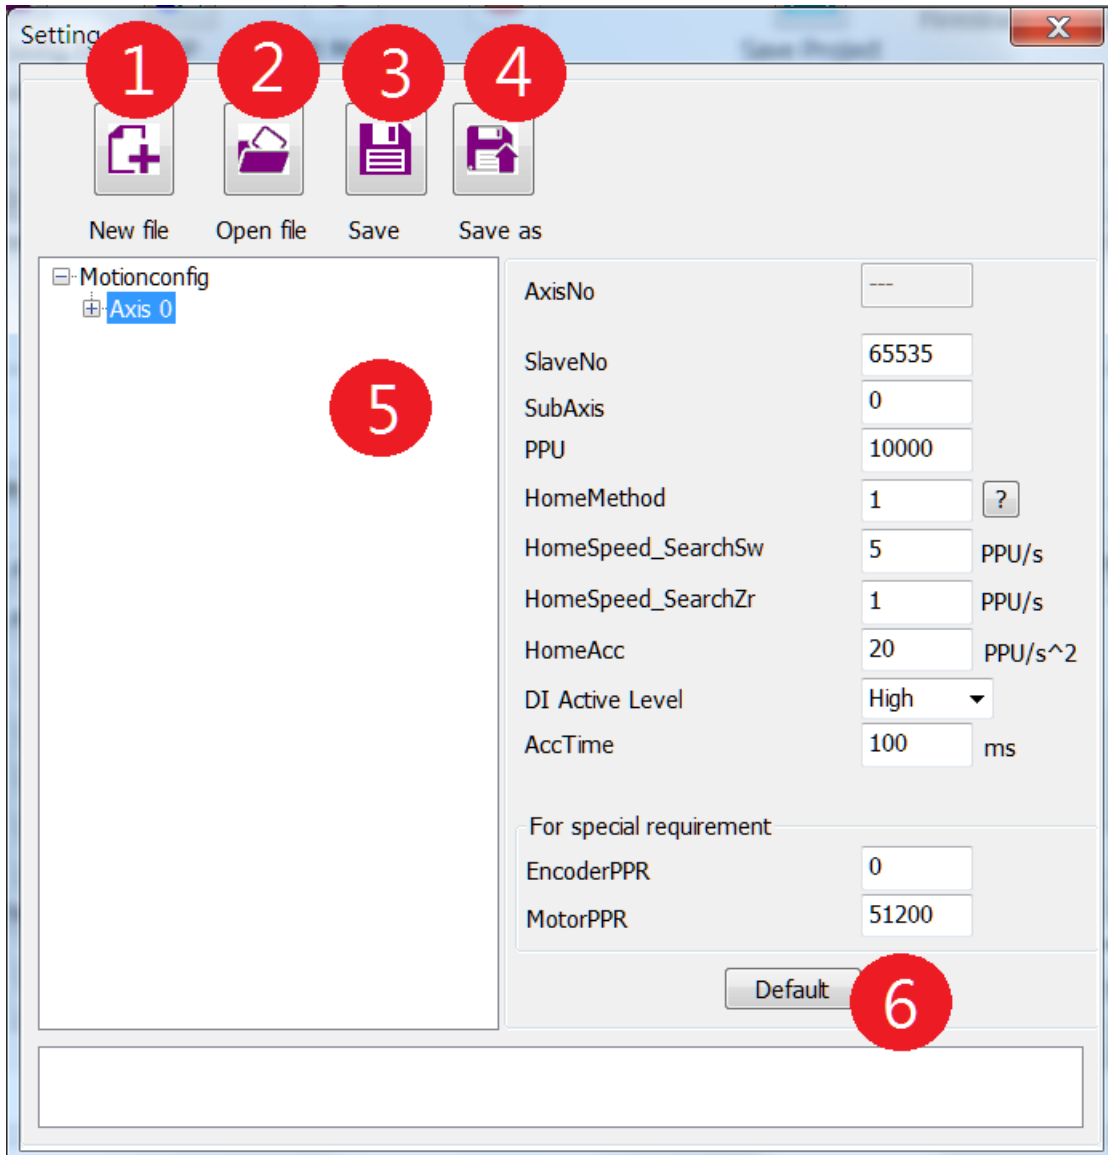 Setting
1 2 3 4
New file Open file Save Save as
Motionconfig
Axis 0
5
AxisNo ---
SlaveNo 65535
SubAxis 0
PPU 10000
HomeMethod 1 ?
HomeSpeed_SearchSw 5 PPU/s
HomeSpeed_SearchZr 1 PPU/s
HomeAcc 20 PPU/s^2
DI Active Level High
AccTime 100 ms
For special requirement
EncoderPPR 0
MotorPPR 51200
Default
6